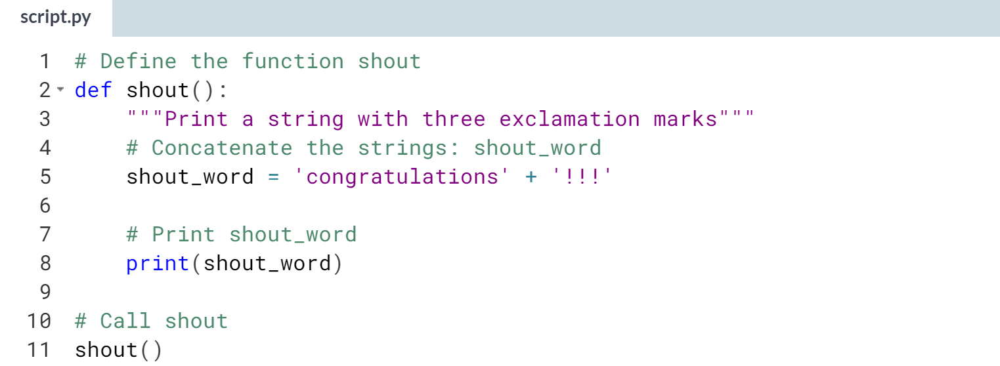 script.py
1 # Define the function shout
2 def shout():
3     """Print a string with three exclamation marks"""
4     # Concatenate the strings: shout_word
5     shout_word = 'congratulations' + '!!!'
6
7     # Print shout_word
8     print(shout_word)
9
10 # Call shout
11 shout()